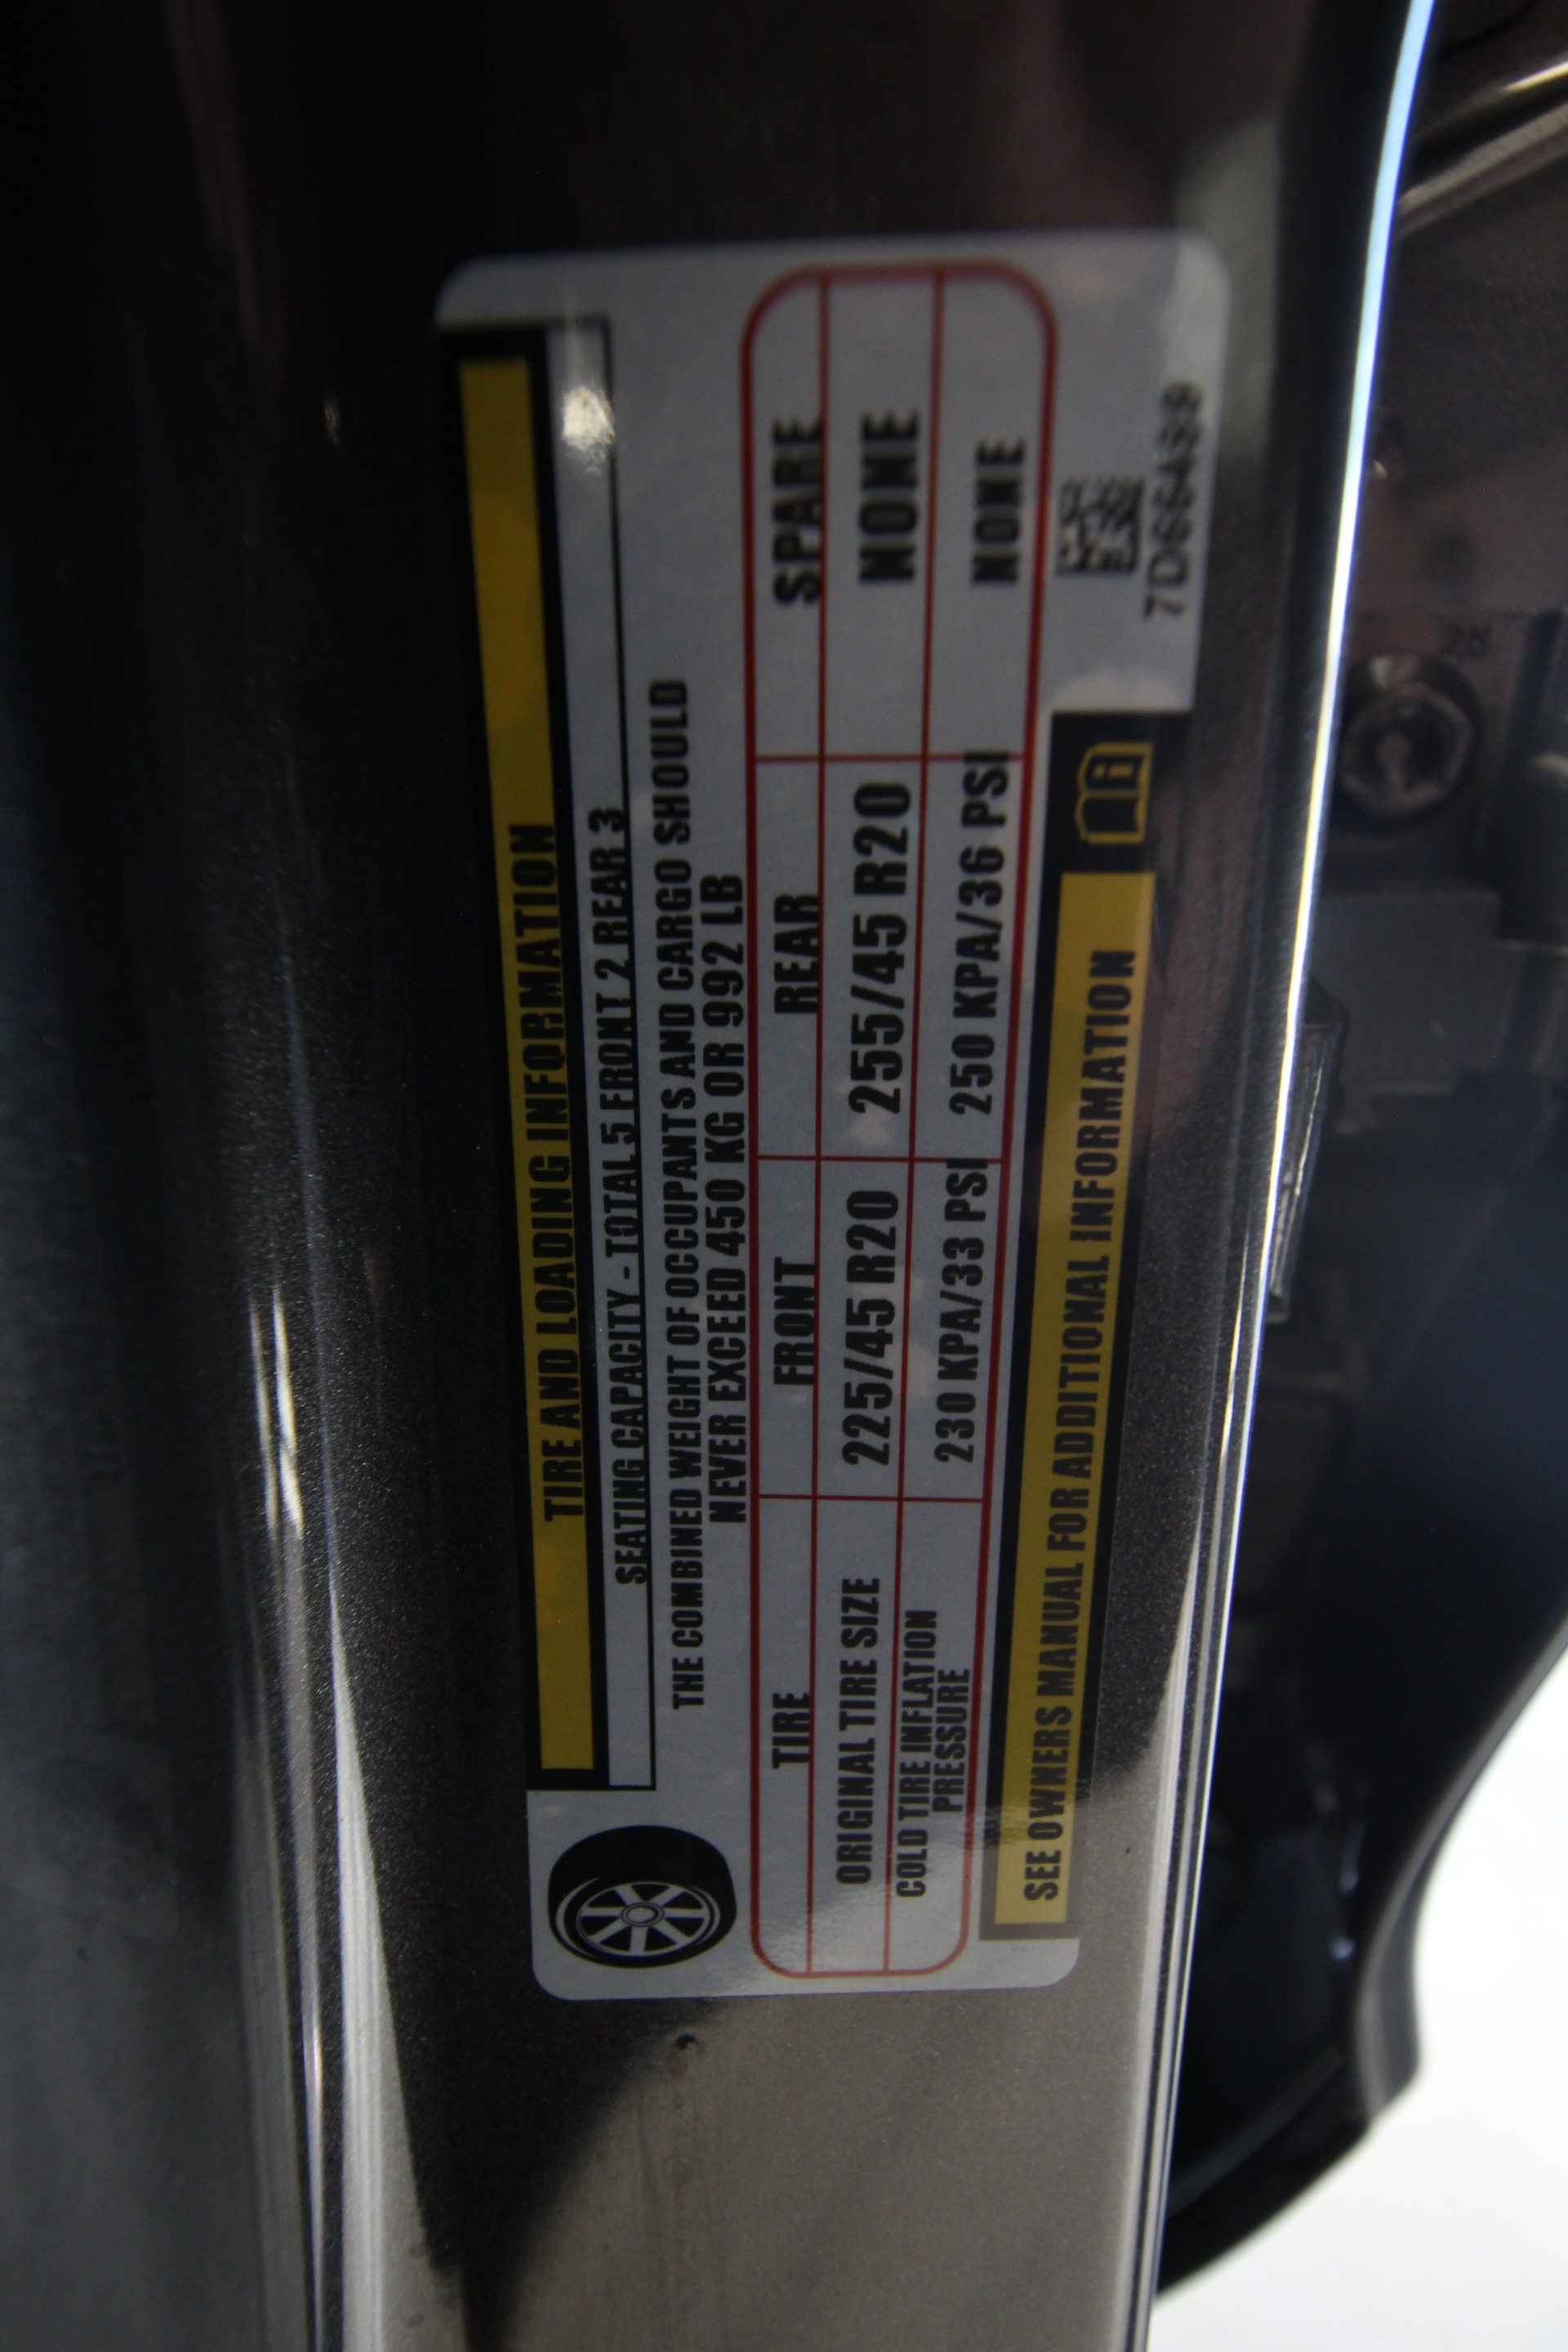 TIRE AND LOADING INFORMATION
SEATING CAPACITY - TOTAL 5 FRONT 2 REAR 3
THE COMBINED WEIGHT OF OCCUPANTS AND CARGO SHOULD
NEVER EXCEED 450 KG OR 992 LB
TIRE FRONT REAR SPARE
ORIGINAL TIRE SIZE 225/45 R20 255/45 R20 NONE
COLD TIRE INFLATION
PRESSURE 230 KPA/33 PSI 250 KPA/36 PSI NONE
SEE OWNERS MANUAL FOR ADDITIONAL INFORMATION